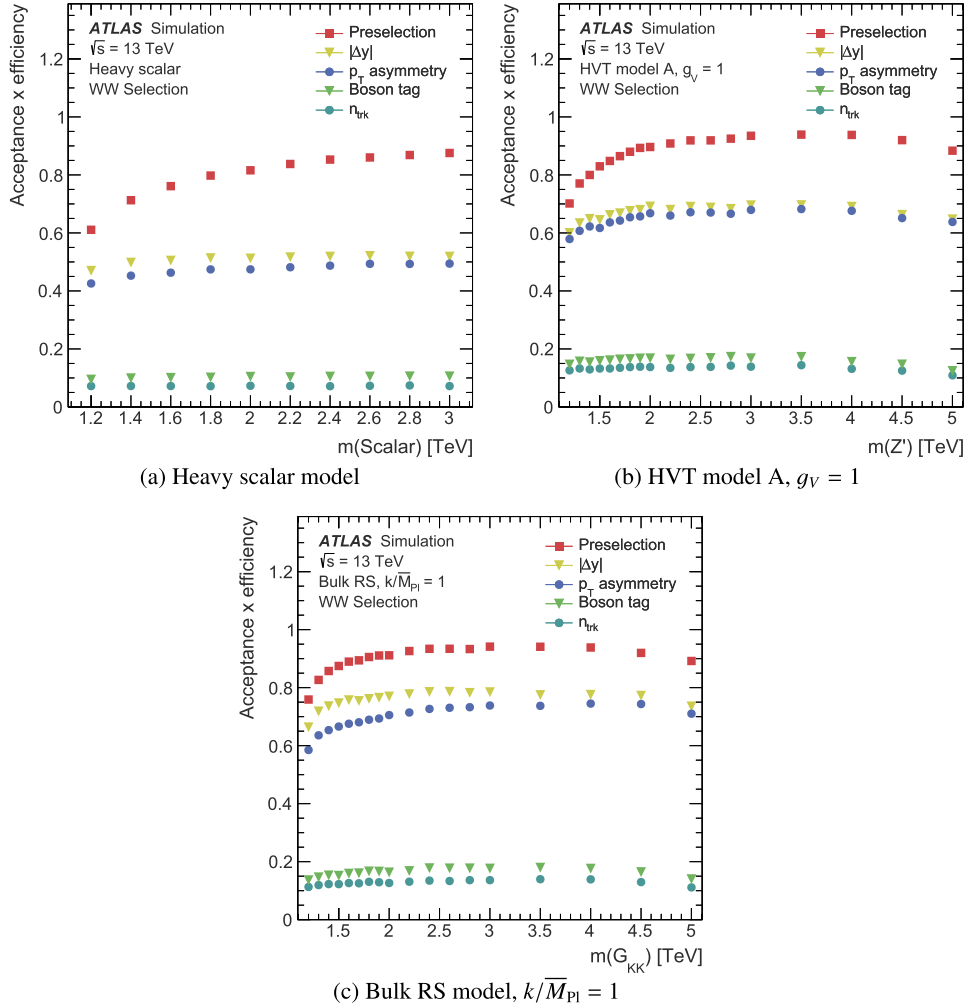 ATLAS Simulation
√s = 13 TeV
Heavy scalar
WW Selection
Preselection
|Δy|
p_T asymmetry
Boson tag
n_trk
Acceptance x efficiency
1.2
1
0.8
0.6
0.4
0.2
0
1.2 1.4 1.6 1.8 2 2.2 2.4 2.6 2.8 3
m(Scalar) [TeV]
(a) Heavy scalar model
ATLAS Simulation
√s = 13 TeV
HVT model A, g_V = 1
WW Selection
Preselection
|Δy|
p_T asymmetry
Boson tag
n_trk
Acceptance x efficiency
1.2
1
0.8
0.6
0.4
0.2
0
1.5 2 2.5 3 3.5 4 4.5 5
m(Z') [TeV]
(b) HVT model A, g_V = 1
ATLAS Simulation
√s = 13 TeV
Bulk RS, k/M̅_Pl = 1
WW Selection
Preselection
|Δy|
p_T asymmetry
Boson tag
n_trk
Acceptance x efficiency
1.2
1
0.8
0.6
0.4
0.2
0
1.5 2 2.5 3 3.5 4 4.5 5
m(G_KK) [TeV]
(c) Bulk RS model, k/M̅_Pl = 1